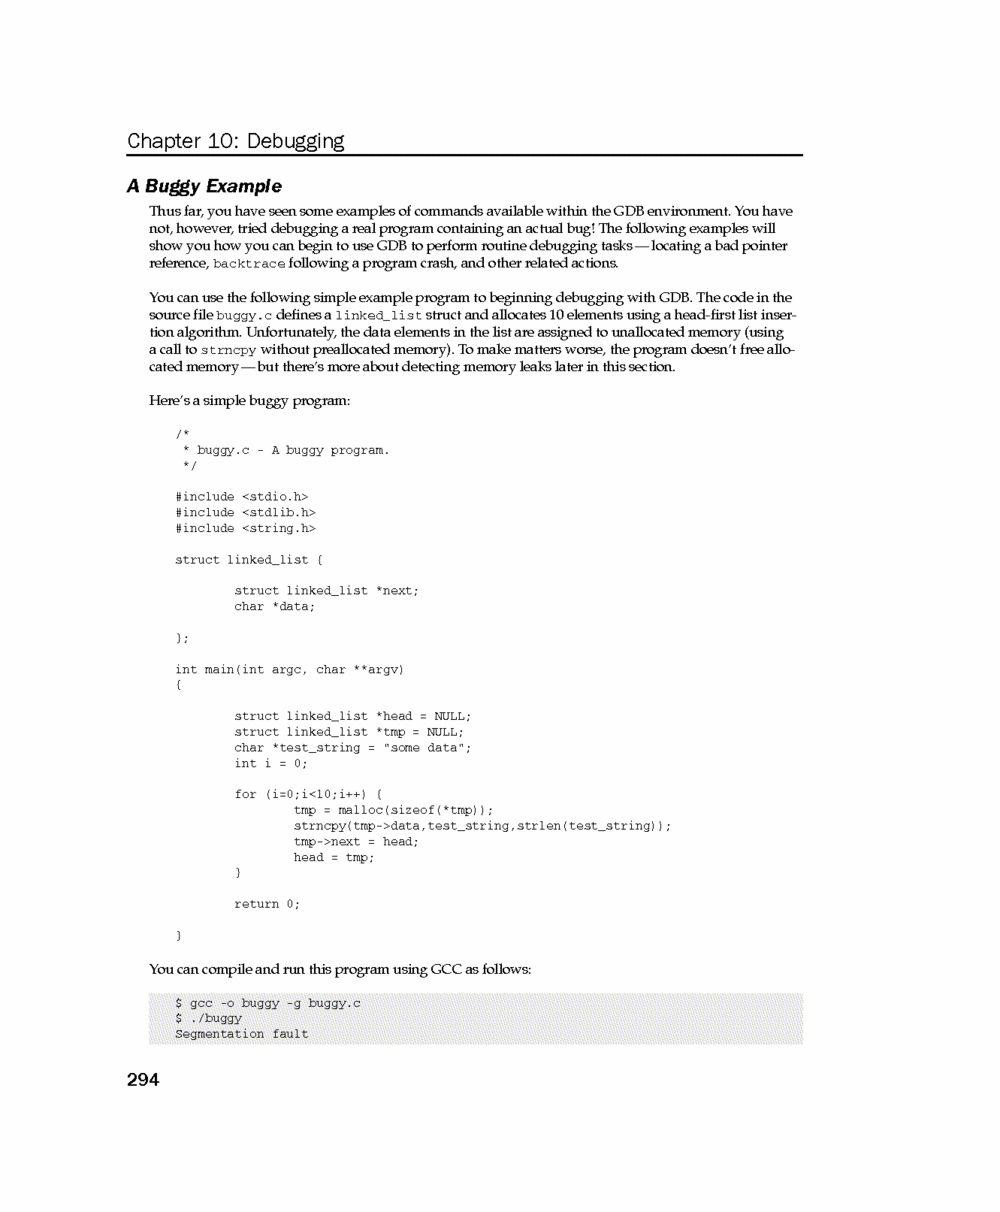 Chapter 10: Debugging
A Buggy Example
Thus far, you have seen some examples of commands available within the GDB environment. You have
not, however, tried debugging a real program containing an actual bug! The following examples will
show you how you can begin to use GDB to perform routine debugging tasks — locating a bad pointer
reference, backtrace following a program crash, and other related actions.
You can use the following simple example program to beginning debugging with GDB. The code in the
source file buggy.c defines a linked_list struct and allocates 10 elements using a head-first list inser-
tion algorithm. Unfortunately, the data elements in the list are assigned to unallocated memory (using
a call to strncpy without preallocated memory). To make matters worse, the program doesn't free allo-
cated memory — but there's more about detecting memory leaks later in this section.
Here's a simple buggy program:
/*
 * buggy.c - A buggy program.
 */
#include <stdio.h>
#include <stdlib.h>
#include <string.h>
struct linked_list {
        struct linked_list *next;
        char *data;
};
int main(int argc, char **argv)
{
        struct linked_list *head = NULL;
        struct linked_list *tmp = NULL;
        char *test_string = "some data";
        int i = 0;
        for (i=0;i<10;i++) {
                tmp = malloc(sizeof(*tmp));
                strncpy(tmp->data,test_string,strlen(test_string));
                tmp->next = head;
                head = tmp;
        }
        return 0;
}
You can compile and run this program using GCC as follows:
$ gcc -o buggy -g buggy.c
$ ./buggy
Segmentation fault
294